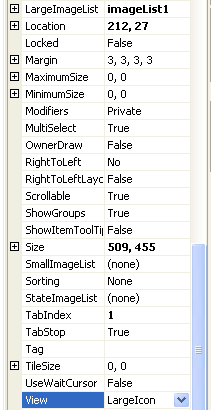 LargeImageList imageList1
Location 212, 27
Locked False
Margin 3, 3, 3, 3
MaximumSize 0, 0
MinimumSize 0, 0
Modifiers Private
MultiSelect True
OwnerDraw False
RightToLeft No
RightToLeftLayo False
Scrollable True
ShowGroups True
ShowItemToolTip False
Size 509, 455
SmallImageList (none)
Sorting None
StateImageList (none)
TabIndex 1
TabStop True
Tag
TileSize 0, 0
UseWaitCursor False
View LargeIcon